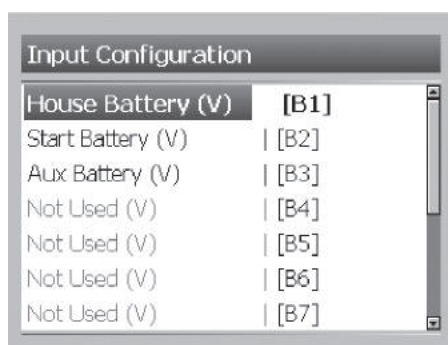 Input Configuration
House Battery (V) [B1]
Start Battery (V) | [B2]
Aux Battery (V) | [B3]
Not Used (V) | [B4]
Not Used (V) | [B5]
Not Used (V) | [B6]
Not Used (V) | [B7]